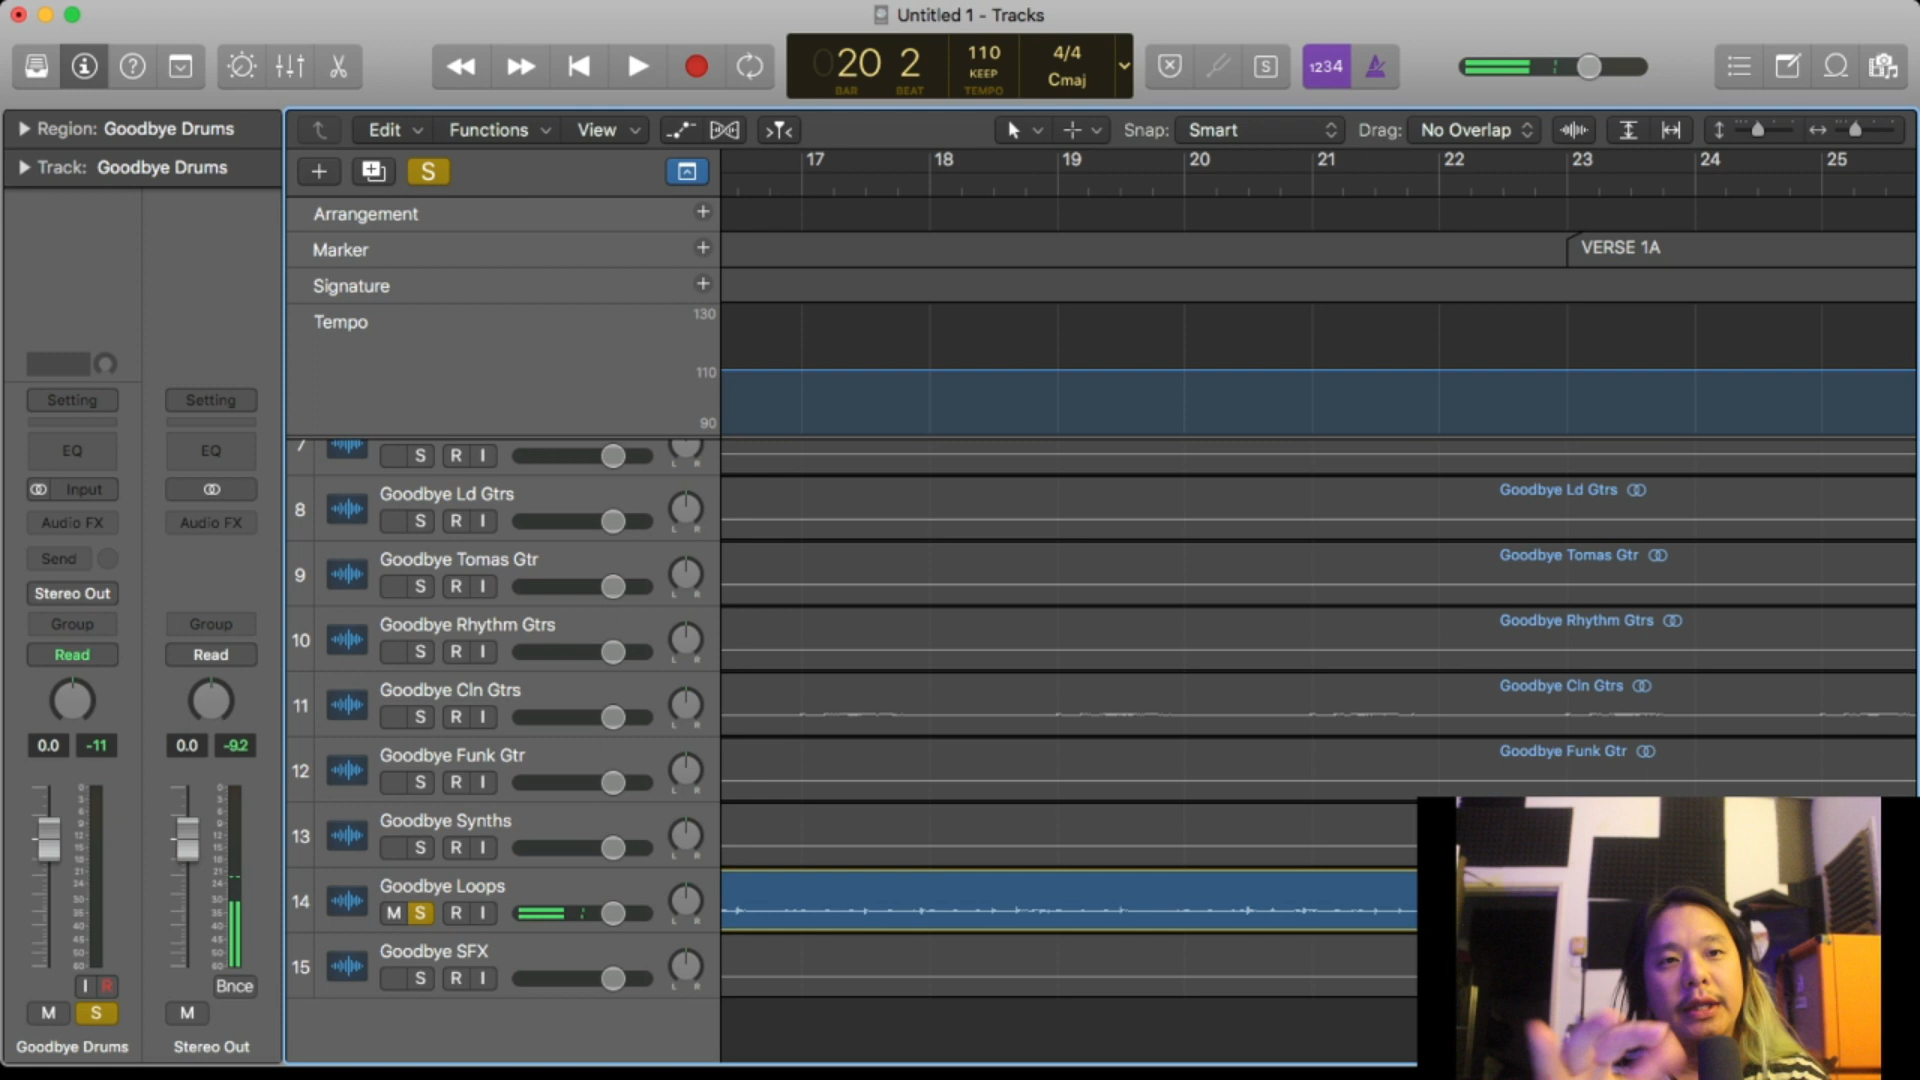 Untitled 1 - Tracks
20 2 110 4/4
KEEP Cmaj
BAR BEAT TEMPO
S 1234
Region: Goodbye Drums
Edit Functions View Snap: Smart Drag: No Overlap
Track: Goodbye Drums
S
17 18 19 20 21 22 23 24 25
Arrangement
Marker
VERSE 1A
Signature
Tempo
130
110
90
Setting Setting
EQ EQ
Input
Audio FX Audio FX
Send
Stereo Out
Group Group
Read Read
0.0 -11 0.0 -9.2
I R
Bnce
M S M
Goodbye Drums Stereo Out
7 S R I
L R
8 Goodbye Ld Gtrs
S R I
L R
Goodbye Ld Gtrs
9 Goodbye Tomas Gtr
S R I
L R
Goodbye Tomas Gtr
10 Goodbye Rhythm Gtrs
S R I
L R
Goodbye Rhythm Gtrs
11 Goodbye Cln Gtrs
S R I
L R
Goodbye Cln Gtrs
12 Goodbye Funk Gtr
S R I
L R
Goodbye Funk Gtr
13 Goodbye Synths
S R I
L R
14 Goodbye Loops
M S R I
L R
15 Goodbye SFX
S R I
L R